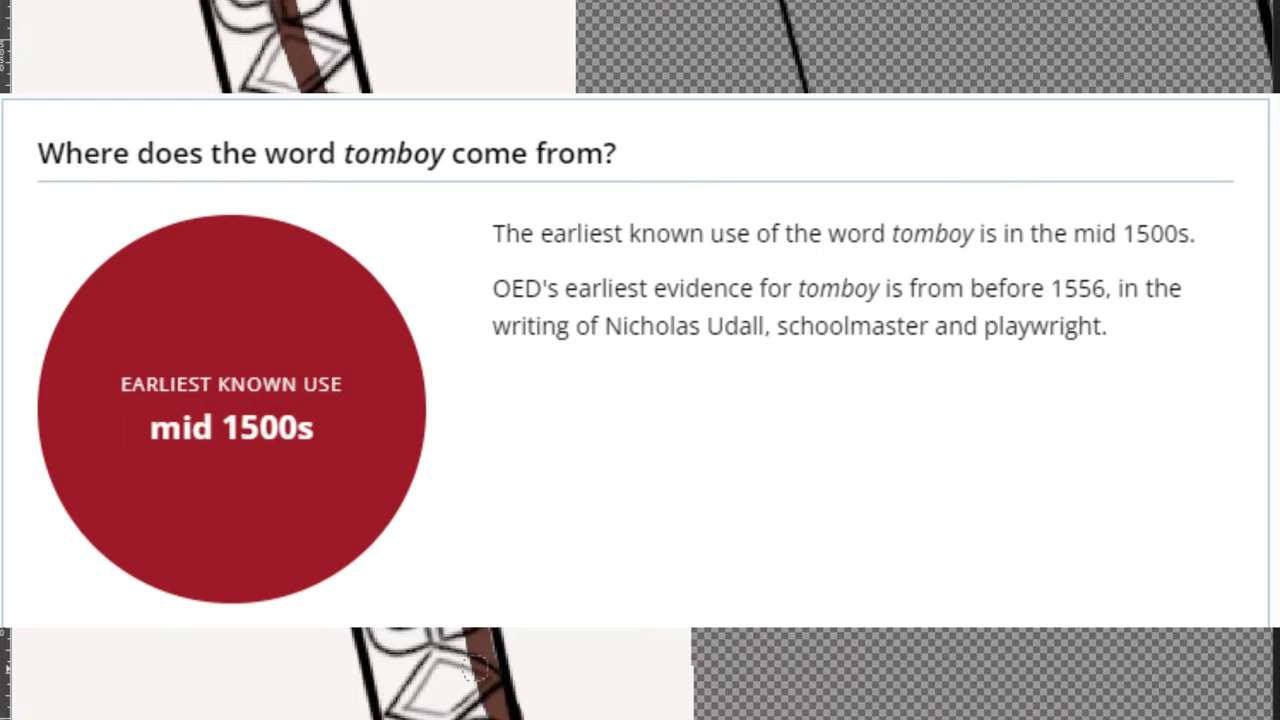 Where does the word tomboy come from?
The earliest known use of the word tomboy is in the mid 1500s.
OED's earliest evidence for tomboy is from before 1556, in the
writing of Nicholas Udall, schoolmaster and playwright.
EARLIEST KNOWN USE
mid 1500s